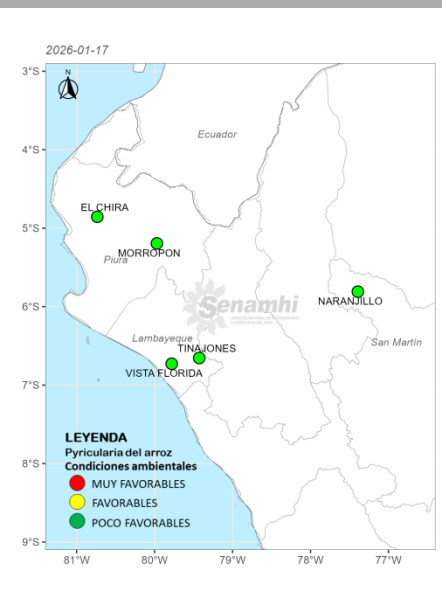 2026-01-17
3°S
N
Ecuador
4°S
EL CHIRA
5°S
MORROPON
Piura
Senamhi
NARANJILLO
6°S
Lambayeque
San Martín
TINAJONES
VISTA FLORIDA
7°S
LEYENDA
Pyricularia del arroz
Condiciones ambientales
MUY FAVORABLES
FAVORABLES
POCO FAVORABLES
8°S
9°S
81°W 80°W 79°W 78°W 77°W